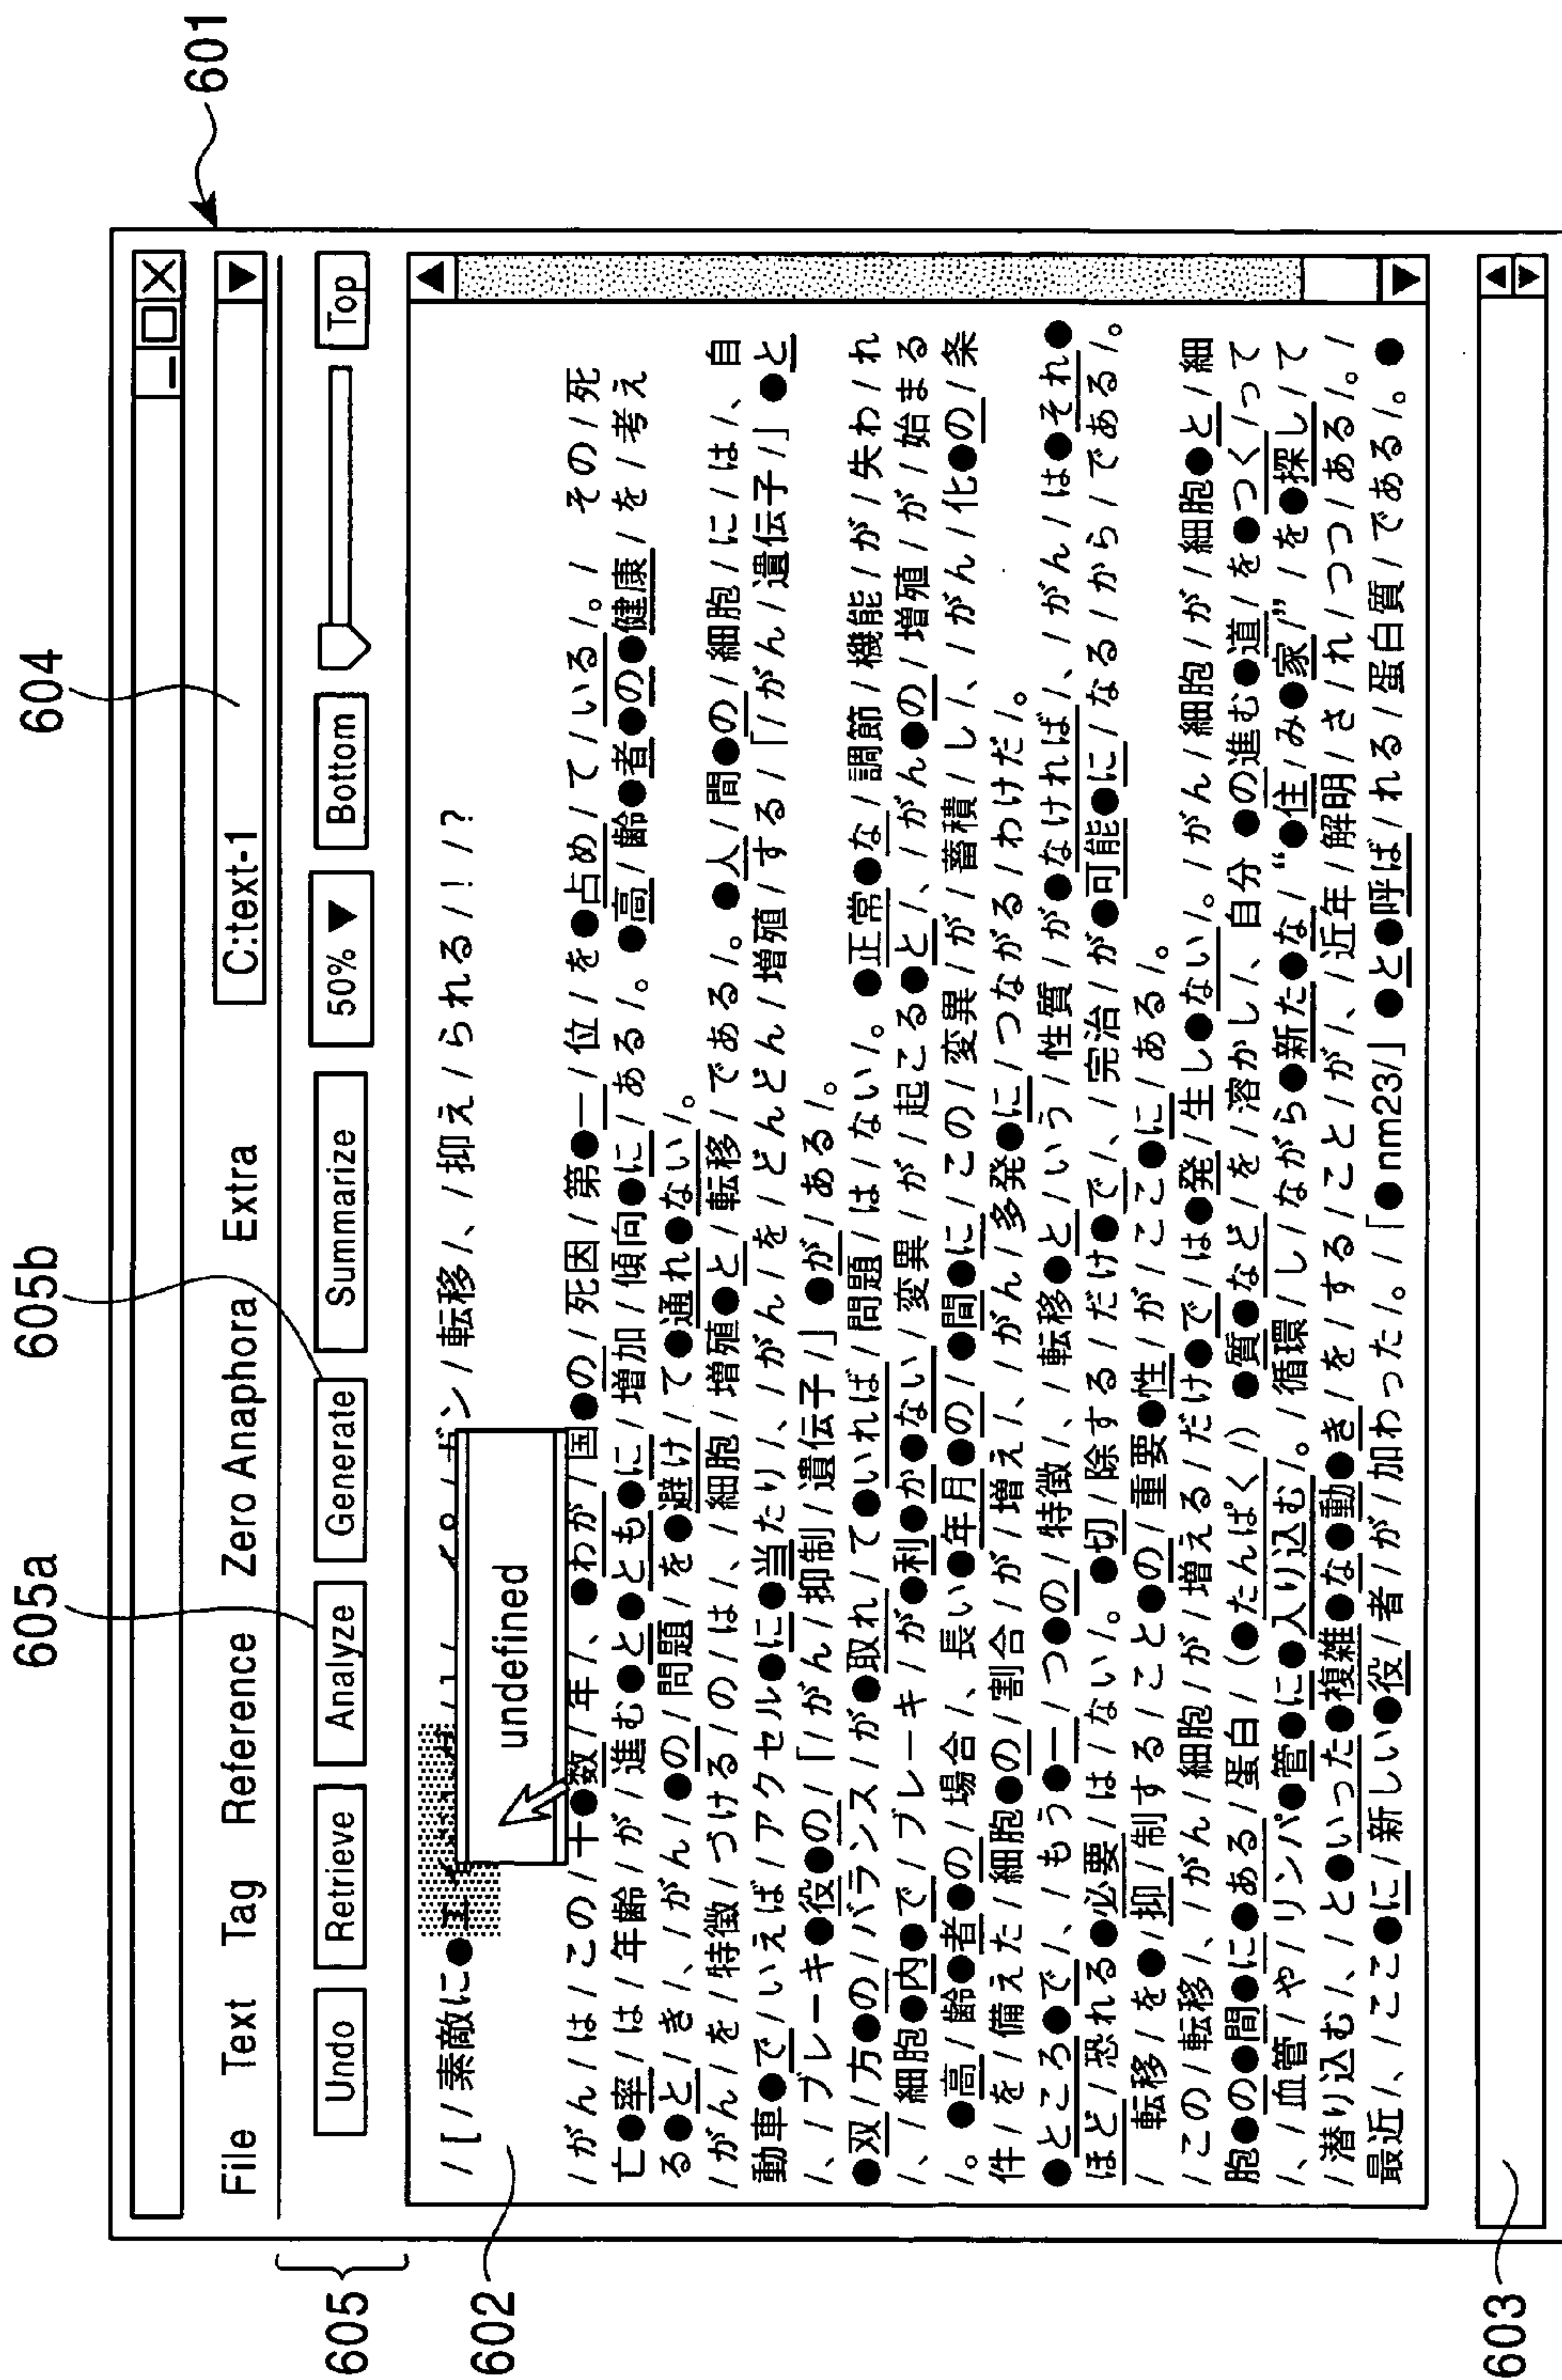 601
604
605b
605a
605
602
603
File Text Tag Reference Zero Anaphora Extra C:text-1
Undo Retrieve Analyze Generate Summarize 50% ▼ Bottom Top
/ [ / 素敵に● ン / 転移 /、/ 抑え / られる / ! / ?
undefined
/ がん / は / この / 十●数 / 年 /、●わが / 国●の / 死因 / 第●一 / 位 / を●占め / て / いる /。/ その / 死
亡●率 / は / 年齢 / が / 進む●と●とも●に / 増加 / 傾向●に / ある /。●高 / 齢●者●の●健康 / を / 考え
る●と / き /、/ がん / ●の / 問題 / を●避け / て●通れ●ない /。
/ がん / を / 特徴 / づける / の / は /、/ 細胞 / 増殖●と / 転移 / である /。●人 / 間●の / 細胞 / に / は /、自
動車●で / いえば / アクセル●に●当たり /、/ がん / を / どんどん / 増殖 / する / 「 / がん / 遺伝子 / 」●と
/、/ ブレーキ●役●の / 「 / がん / 抑制 / 遺伝子 / 」●が / ある /。
●双 / 方●の / バランス / が●取れ / て●いれば / 問題 / は / ない /。●正常●な / 調節 / 機能 / が / 失わ / れ
/、/ 細胞●内●で / ブレーキ / が●利●か●ない / 変異 / が / 起こる●と /、/ がん●の / 増殖 / が / 始まる
/。●高 / 齢●者●の / 場合 /、長い●年月●の / ●間●に / この / 変異 / が / 蓄積 / し /、/ がん / 化●の / 条
件 / を / 備えた / 細胞●の / 割合 / が / 増え /、/ がん / 多発●に / つながる / わけだ /。
●ところ●で /、/ もう●一 / つ●の / 特徴 /、/ 転移●と / いう / 性質 / が●なければ /、/ がん / は●それ●
ほど / 恐れる●必要 / は / ない /。●切 / 除する / だけ●で /、/ 完治 / が●可能●に / なる / から / である /。
/ 転移 / を● / 抑 / 制する / こと●の / 重要●性 / が / ここ●に / ある /。
/ この / 転移 /、/ がん / 細胞 / が / 増える / だけ●で / は●発 / 生し●ない /。/ がん / 細胞 / が / 細胞●と / 細
胞●の●間●に●ある / 蛋白 / (●たんぱく / ) ●質●など / を / 溶かし /、自分 ●の進む●道 / を●つく / って
/、/ 血管 / や / リンパ●管●に●入り込む /。/ 循環 / し / ながら●新た●な / “●住 / み●家 /” / を●探し / て
/ 潜り込む /、/ と●いった●複雑●な●動●き / を / する / こと / が /、/ 近年 / 解明 / さ / れ / つつ / ある /。/
最近 /、/ ここ●に / 新しい●役 / 者 / が / 加わった /。/ 「●nm23/」●と●呼ば / れる / 蛋白質 / である /。●